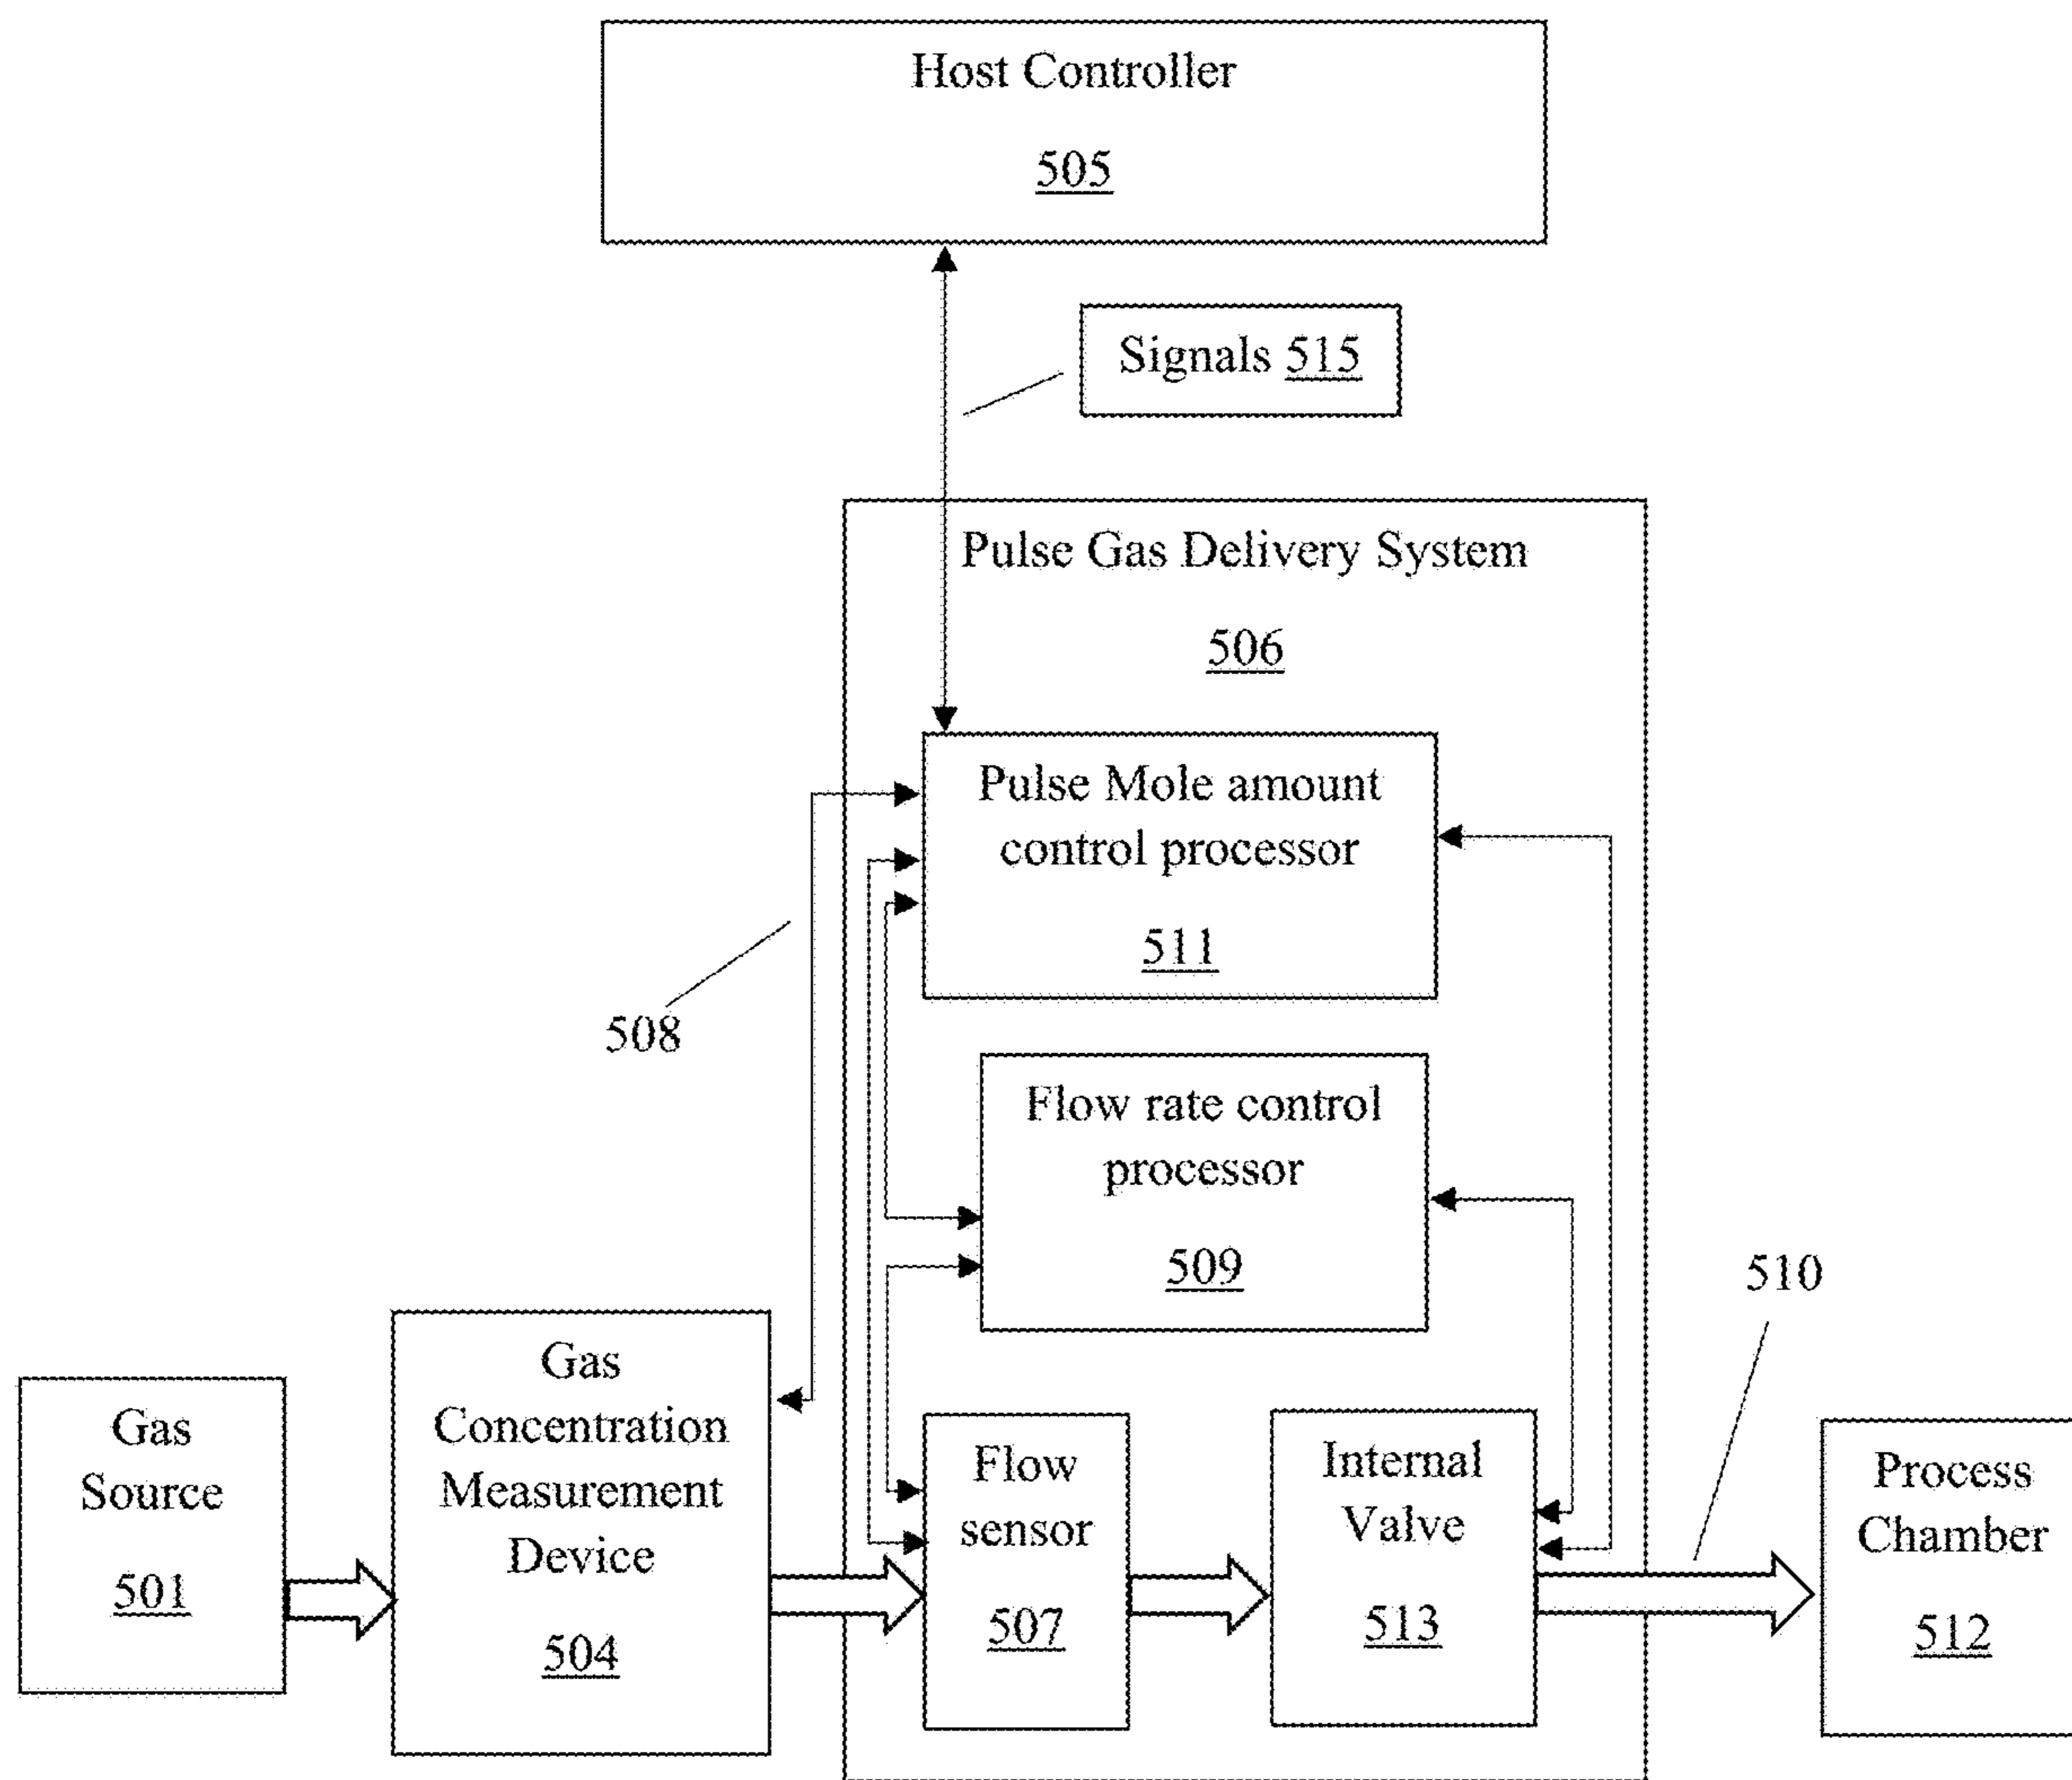 Host Controller
505
Signals 515
Pulse Gas Delivery System
506
Pulse Mole amount
control processor
511
508
Flow rate control
processor
509
510
Gas
Source
501
Gas
Concentration
Measurement
Device
504
Flow
sensor
507
Internal
Valve
513
Process
Chamber
512